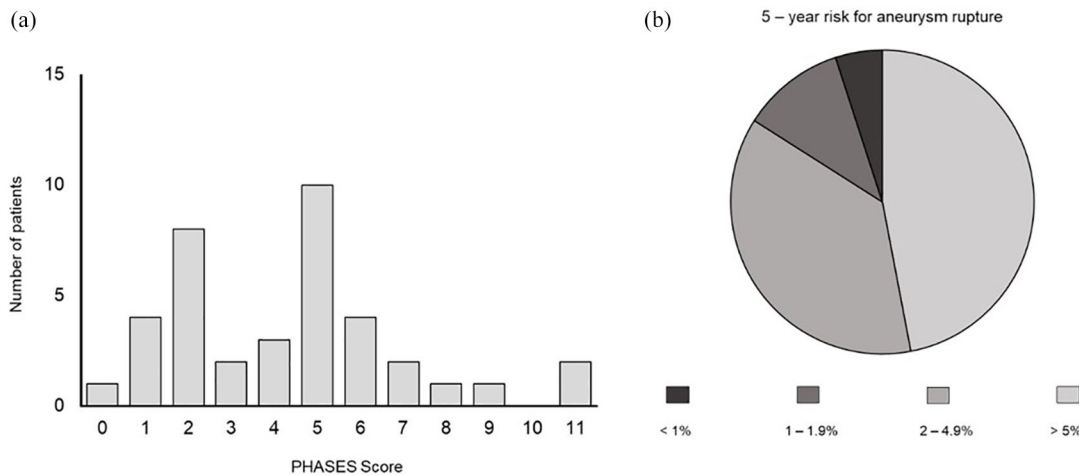 (a)
15
10
5
0
Number of patients
0 1 2 3 4 5 6 7 8 9 10 11
PHASES Score
(b)
5 – year risk for aneurysm rupture
< 1% 1 – 1.9% 2 – 4.9% > 5%